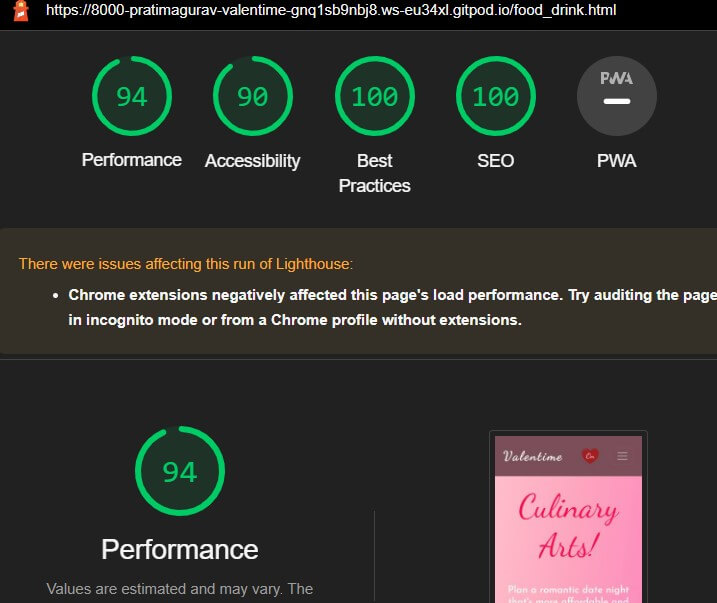 https://8000-pratimagurav-valentime-gnq1sb9nbj8.ws-eu34xl.gitpod.io/food_drink.html
94
90
100
100
PWA
Performance
Accessibility
Best
Practices
SEO
PWA
There were issues affecting this run of Lighthouse:
• Chrome extensions negatively affected this page's load performance. Try auditing the page
in incognito mode or from a Chrome profile without extensions.
94
Performance
Values are estimated and may vary. The
Valentime
Culinary
Arts!
Plan a romantic date night
that's more affordable and